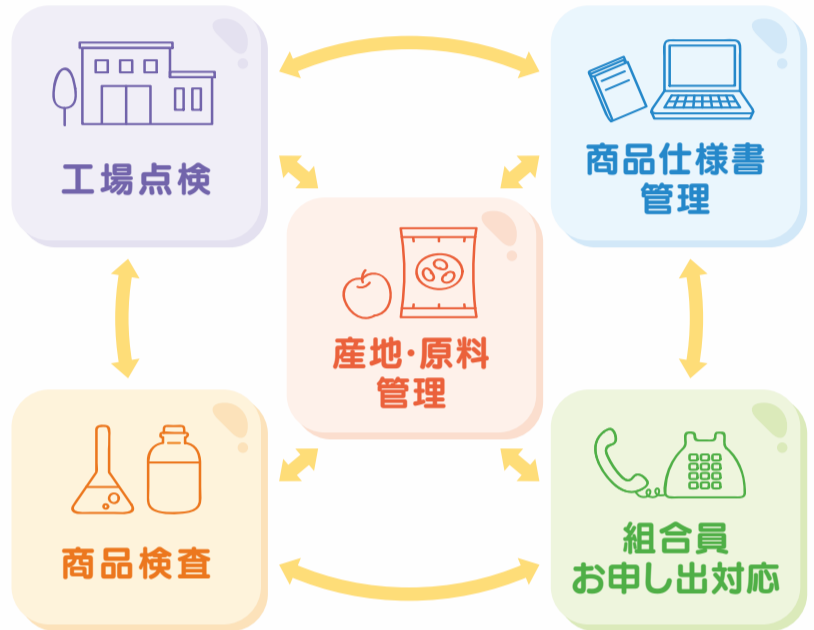 工場点検
商品仕様書
管理
産地・原料
管理
商品検査
組合員
お申し出対応